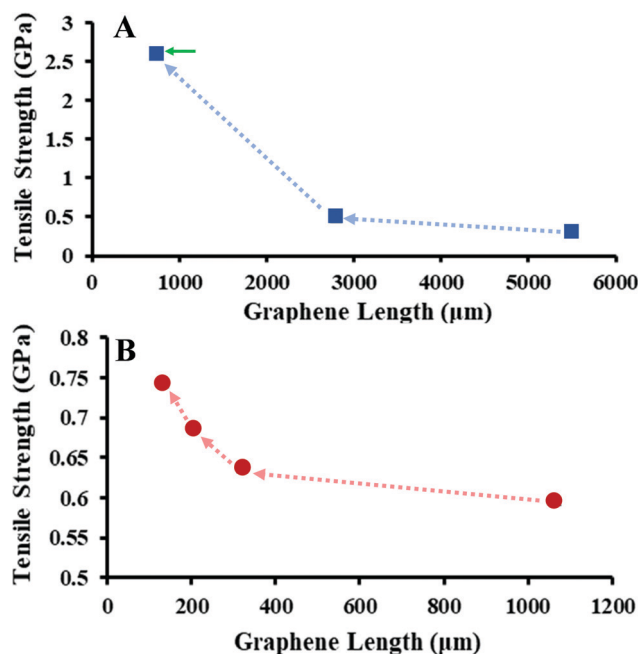 A
Tensile Strength (GPa)
3
2.5
2
1.5
1
0.5
0
0 1000 2000 3000 4000 5000 6000
Graphene Length (µm)
B
Tensile Strength (GPa)
0.8
0.75
0.7
0.65
0.6
0.55
0.5
0 200 400 600 800 1000 1200
Graphene Length (µm)